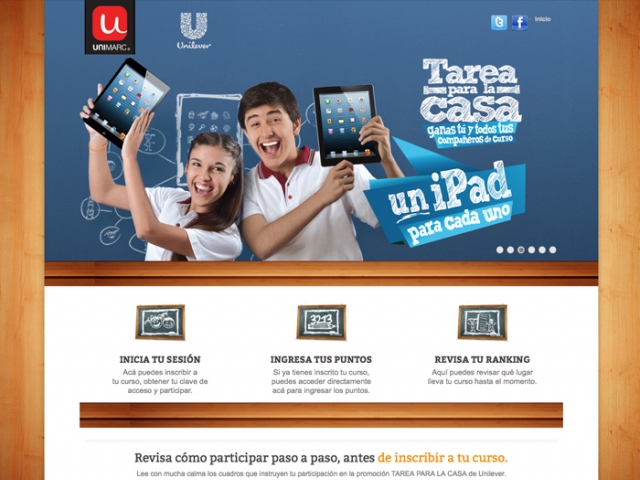 UNIMARC
Unilever
Inicio
Tarea
para la
casa
ganas tú y todos tus
compañeros de curso
un iPad
para cada uno
INICIA TU SESIÓN
Acá puedes inscribir a
tu curso, obtener tu clave de
acceso y participar.
INGRESA TUS PUNTOS
Si ya tienes inscrito tu curso,
puedes acceder directamente
acá para ingresar los puntos.
REVISA TU RANKING
Aquí puedes revisar qué lugar
lleva tu curso hasta el momento.
Revisa cómo participar paso a paso, antes de inscribir a tu curso.
Lee con mucha calma los cuadros que instruyen tu participación en la promoción TAREA PARA LA CASA de Unilever.